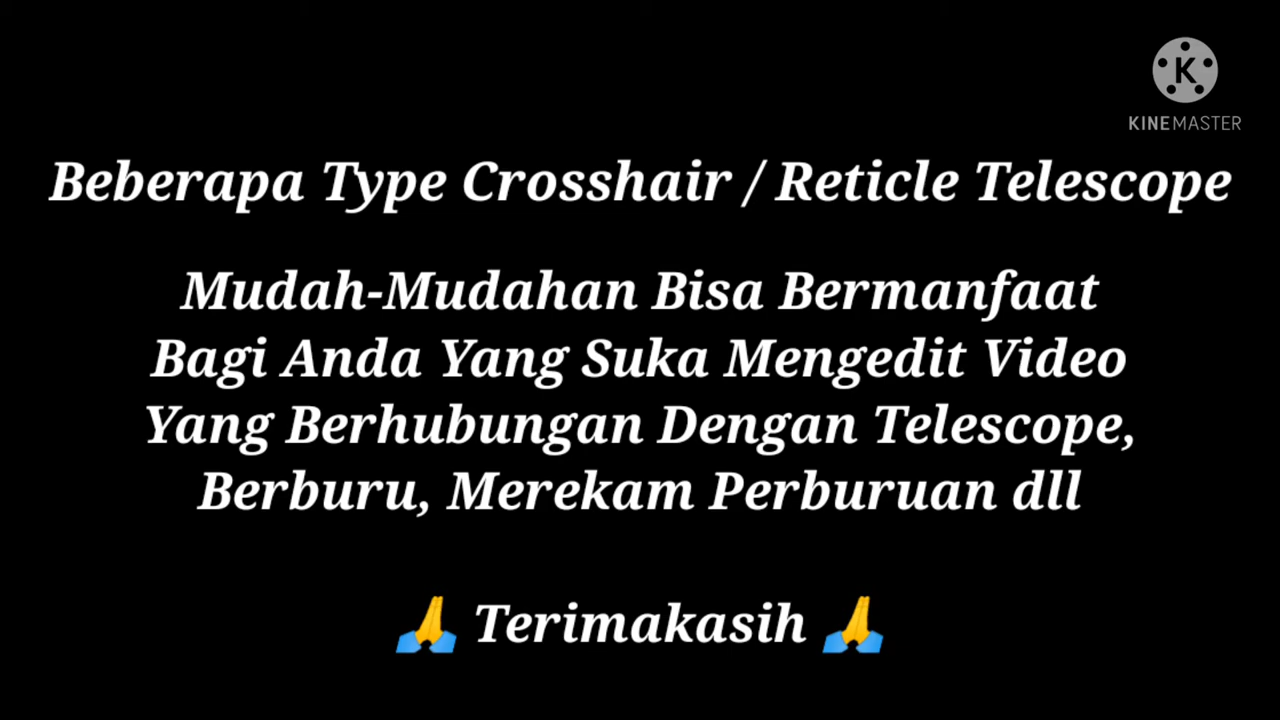 K
KINEMASTER
Beberapa Type Crosshair / Reticle Telescope
Mudah-Mudahan Bisa Bermanfaat
Bagi Anda Yang Suka Mengedit Video
Yang Berhubungan Dengan Telescope,
Berburu, Merekam Perburuan dll
🙏 Terimakasih 🙏